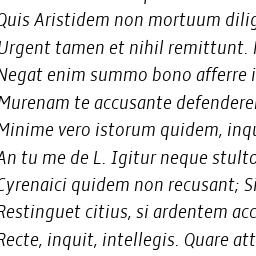 Quis Aristidem non mortuum dilig
Urgent tamen et nihil remittunt.
Negat enim summo bono afferre i
Murenam te accusante defendere
Minime vero istorum quidem, inqu
An tu me de L. Igitur neque stulto
Cyrenaici quidem non recusant; Si
Restinguet citius, si ardentem acc
Recte, inquit, intellegis. Quare att